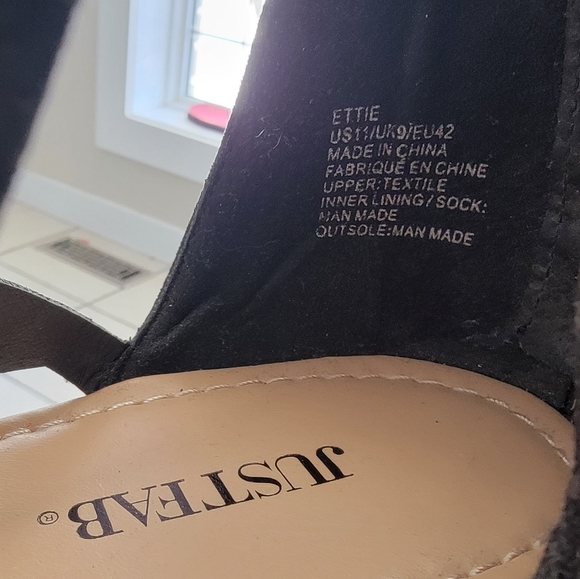 ETTIE
US11/UK9/EU42
MADE IN CHINA
FABRIQUÉ EN CHINE
UPPER:TEXTILE
INNER LINING/SOCK:
MAN MADE
OUTSOLE:MAN MADE
JUSTFAB®